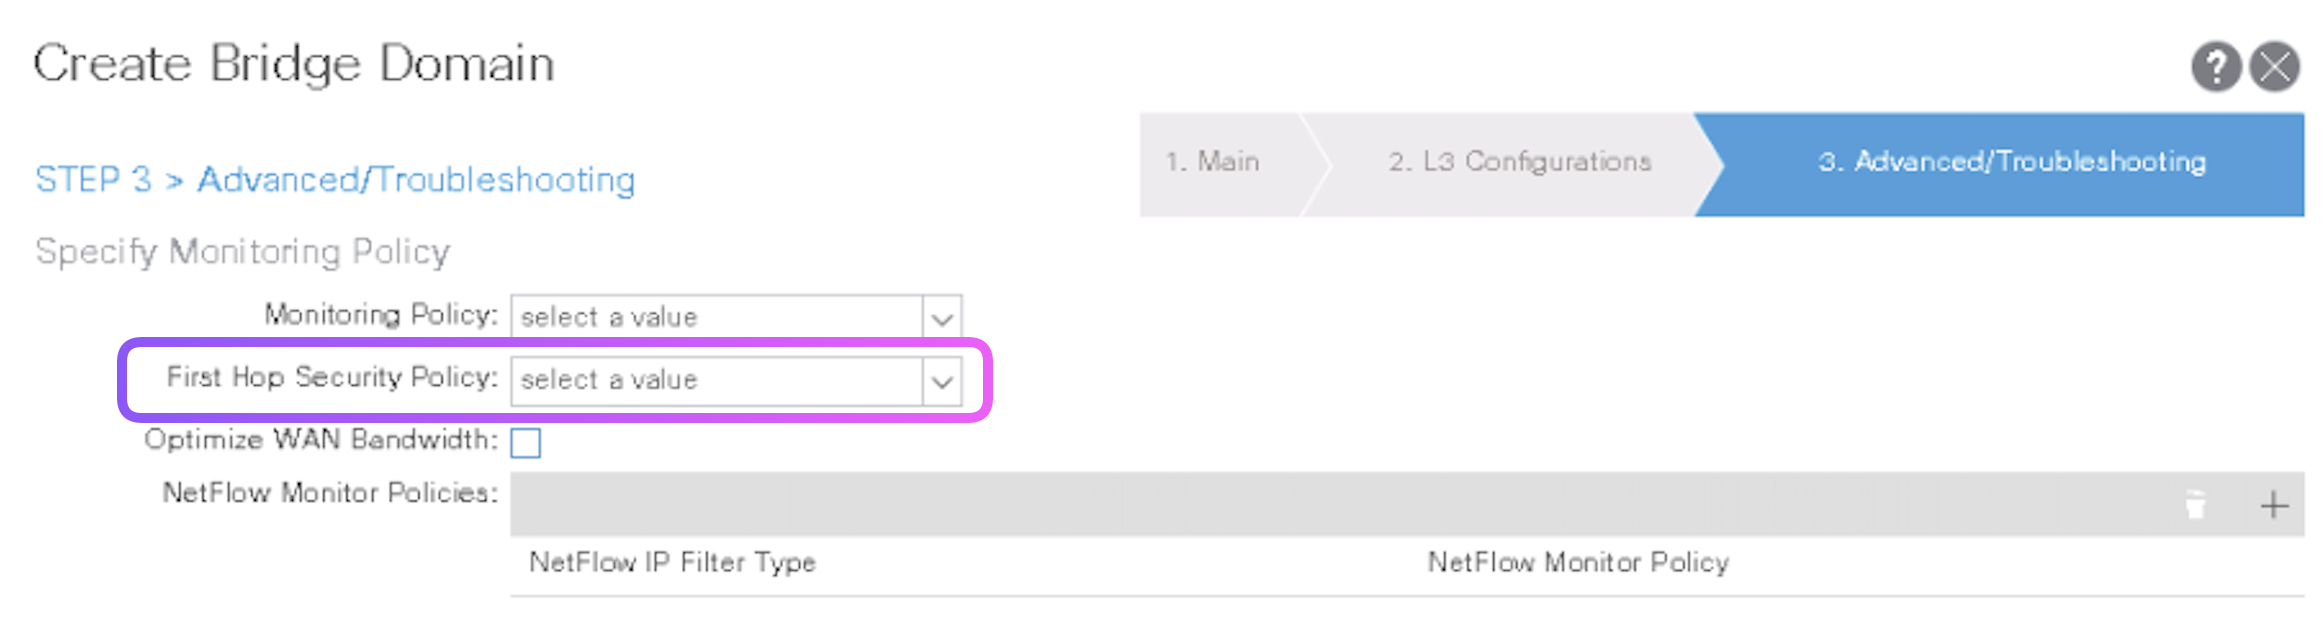 Create Bridge Domain
?
1. Main
2. L3 Configurations
3. Advanced/Troubleshooting
STEP 3 > Advanced/Troubleshooting
Specify Monitoring Policy
Monitoring Policy: select a value
First Hop Security Policy: select a value
Optimize WAN Bandwidth:
NetFlow Monitor Policies:
NetFlow IP Filter Type NetFlow Monitor Policy